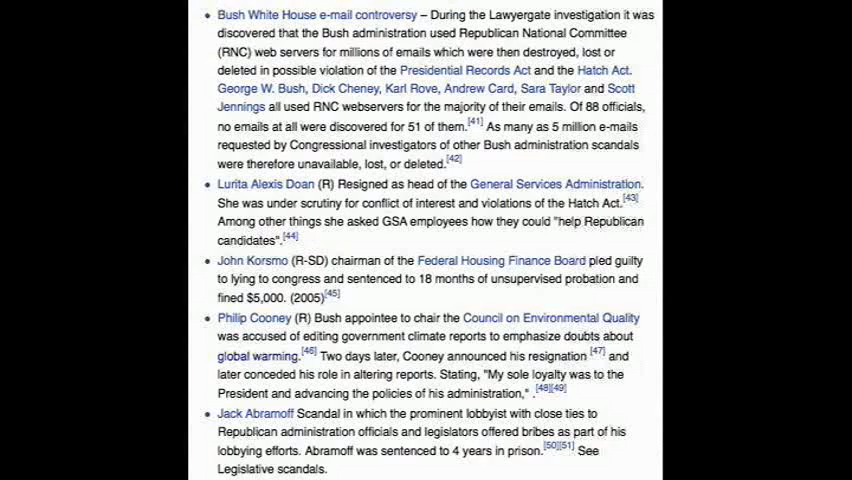 • Bush White House e-mail controversy – During the Lawyergate investigation it was
discovered that the Bush administration used Republican National Committee
(RNC) web servers for millions of emails which were then destroyed, lost or
deleted in possible violation of the Presidential Records Act and the Hatch Act.
George W. Bush, Dick Cheney, Karl Rove, Andrew Card, Sara Taylor and Scott
Jennings all used RNC webservers for the majority of their emails. Of 88 officials,
no emails at all were discovered for 51 of them.[41] As many as 5 million e-mails
requested by Congressional investigators of other Bush administration scandals
were therefore unavailable, lost, or deleted.[42]
• Lurita Alexis Doan (R) Resigned as head of the General Services Administration.
She was under scrutiny for conflict of interest and violations of the Hatch Act.[43]
Among other things she asked GSA employees how they could "help Republican
candidates".[44]
• John Korsmo (R-SD) chairman of the Federal Housing Finance Board pled guilty
to lying to congress and sentenced to 18 months of unsupervised probation and
fined $5,000. (2005)[45]
• Philip Cooney (R) Bush appointee to chair the Council on Environmental Quality
was accused of editing government climate reports to emphasize doubts about
global warming.[46] Two days later, Cooney announced his resignation [47] and
later conceded his role in altering reports. Stating, "My sole loyalty was to the
President and advancing the policies of his administration," .[48][49]
• Jack Abramoff Scandal in which the prominent lobbyist with close ties to
Republican administration officials and legislators offered bribes as part of his
lobbying efforts. Abramoff was sentenced to 4 years in prison.[50][51] See
Legislative scandals.